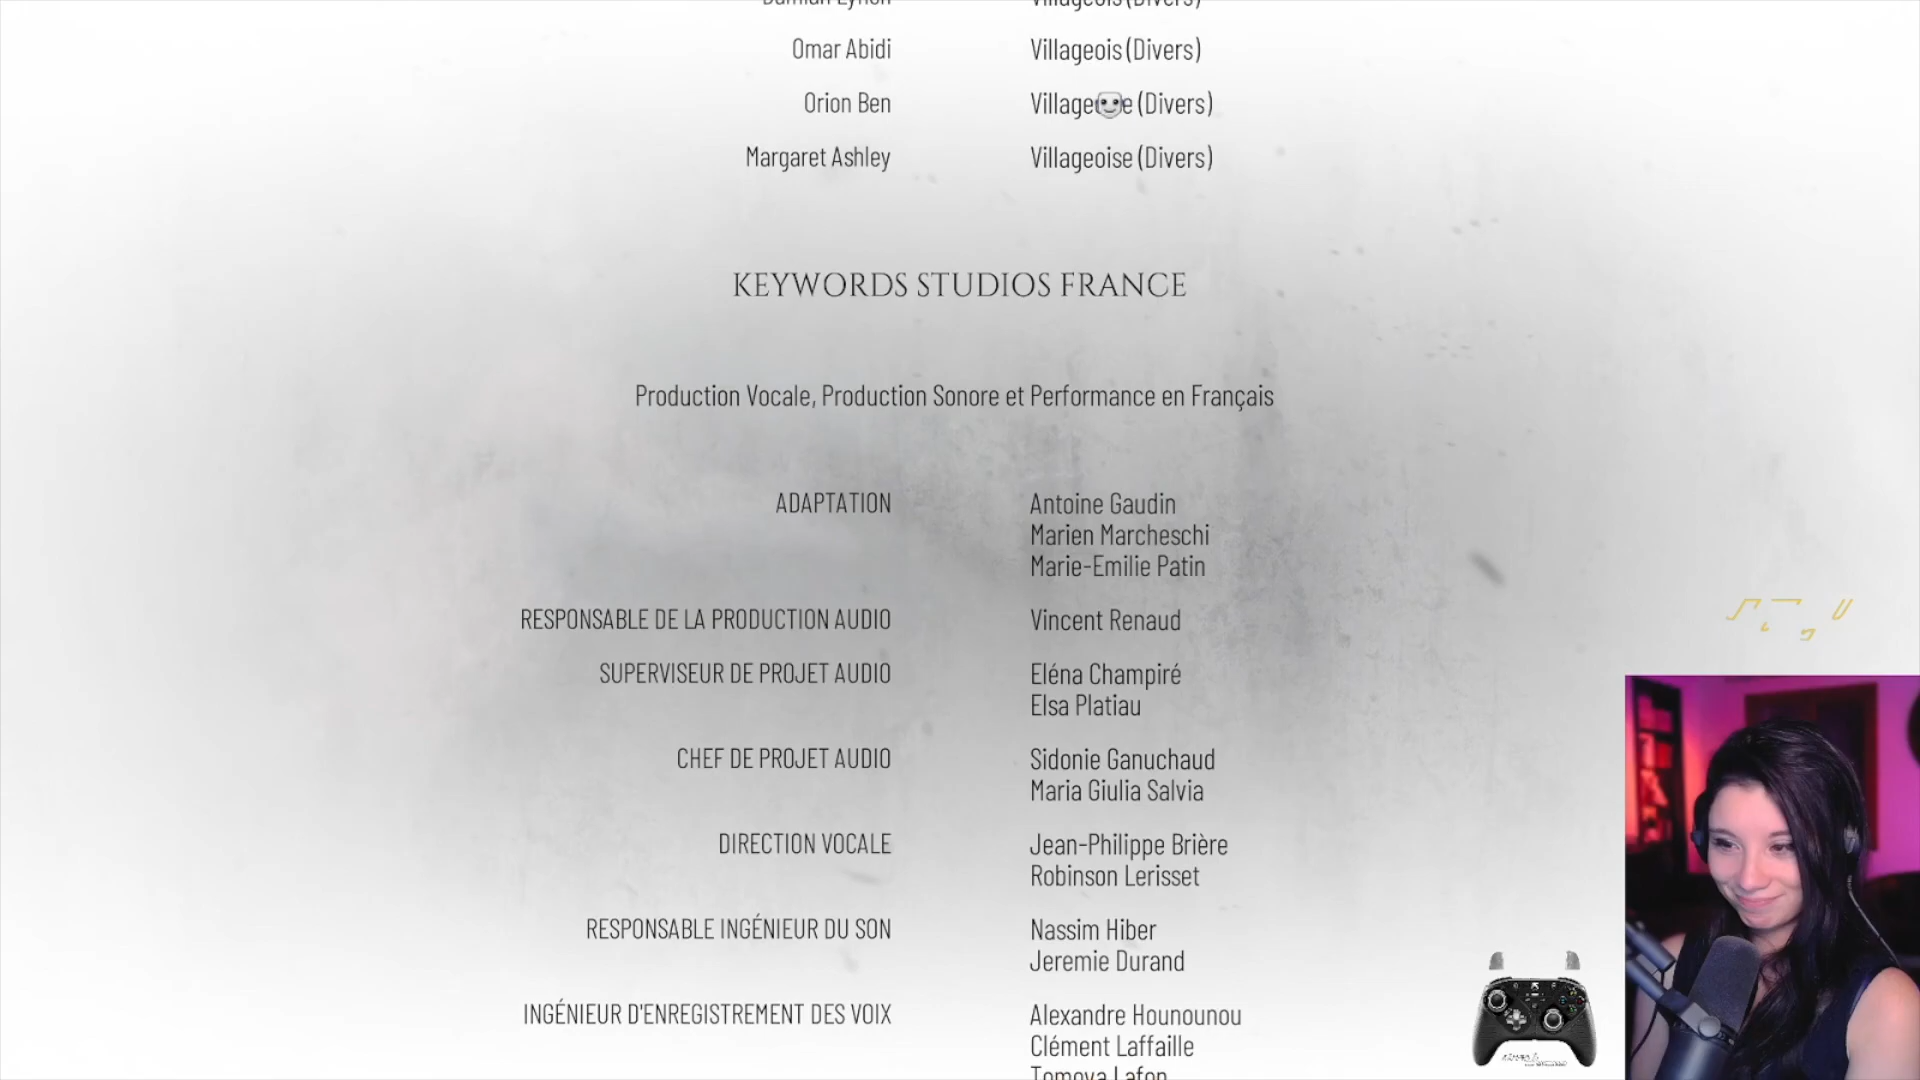 Omar Abidi Villageois (Divers)
Orion Ben (Divers)
Margaret Ashley Villageoise (Divers)
KEYWORDS STUDIOS FRANCE
Production Vocale, Production Sonore et Performance en Français
ADAPTATION Antoine Gaudin
Marien Marcheschi
Marie-Emilie Patin
RESPONSABLE DE LA PRODUCTION AUDIO Vincent Renaud
SUPERVISEUR DE PROJET AUDIO Eléna Champiré
Elsa Platiau
CHEF DE PROJET AUDIO Sidonie Ganuchaud
Maria Giulia Salvia
DIRECTION VOCALE Jean-Philippe Brière
Robinson Lerisset
RESPONSABLE INGÉNIEUR DU SON Nassim Hiber
Jeremie Durand
INGÉNIEUR D'ENREGISTREMENT DES VOIX Alexandre Hounounou
Clément Laffaille